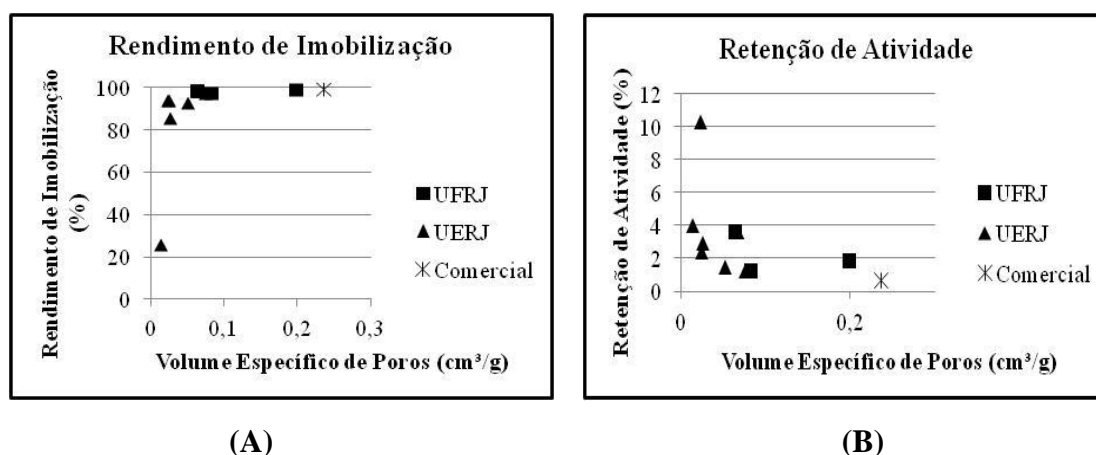 Rendimento de Imobilização
Rendimento de Imobilização
(%)
100
80
60
40
20
0
0
0,1
0,2
0,3
Volume Específico de Poros (cm³/g)
UFRJ
UERJ
Comercial
(A)
Retenção de Atividade
Retenção de Atividade (%)
12
10
8
6
4
2
0
0
0,2
Volume Específico de Poros (cm³/g)
UFRJ
UERJ
Comercial
(B)